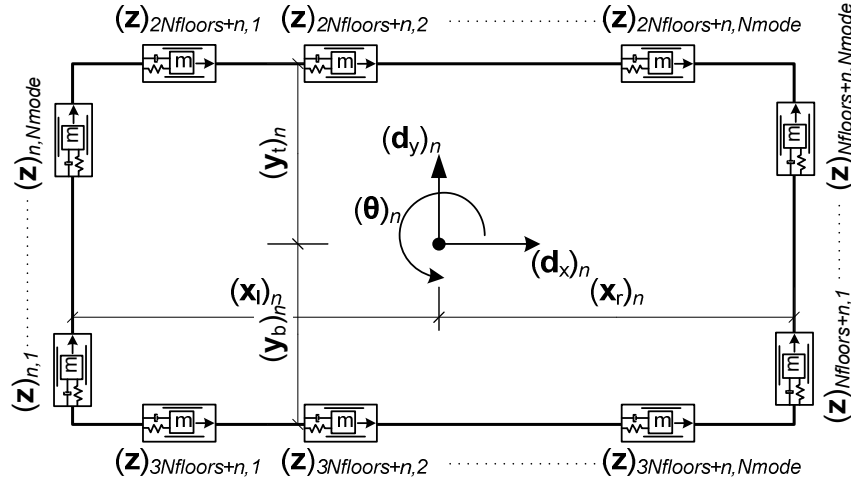 (z)2Nfloors+n,1 (z)2Nfloors+n,2 (z)2Nfloors+n,Nmode
m m m
(z)n,Nmode
m
(z)Nfloors+n,Nmode
m
(yt)n
(dy)n
(θ)n
(dx)n
(xl)n
(xr)n
(yb)n
(z)n,1
m
(z)Nfloors+n,1
m
m m m
(z)3Nfloors+n,1 (z)3Nfloors+n,2 (z)3Nfloors+n,Nmode